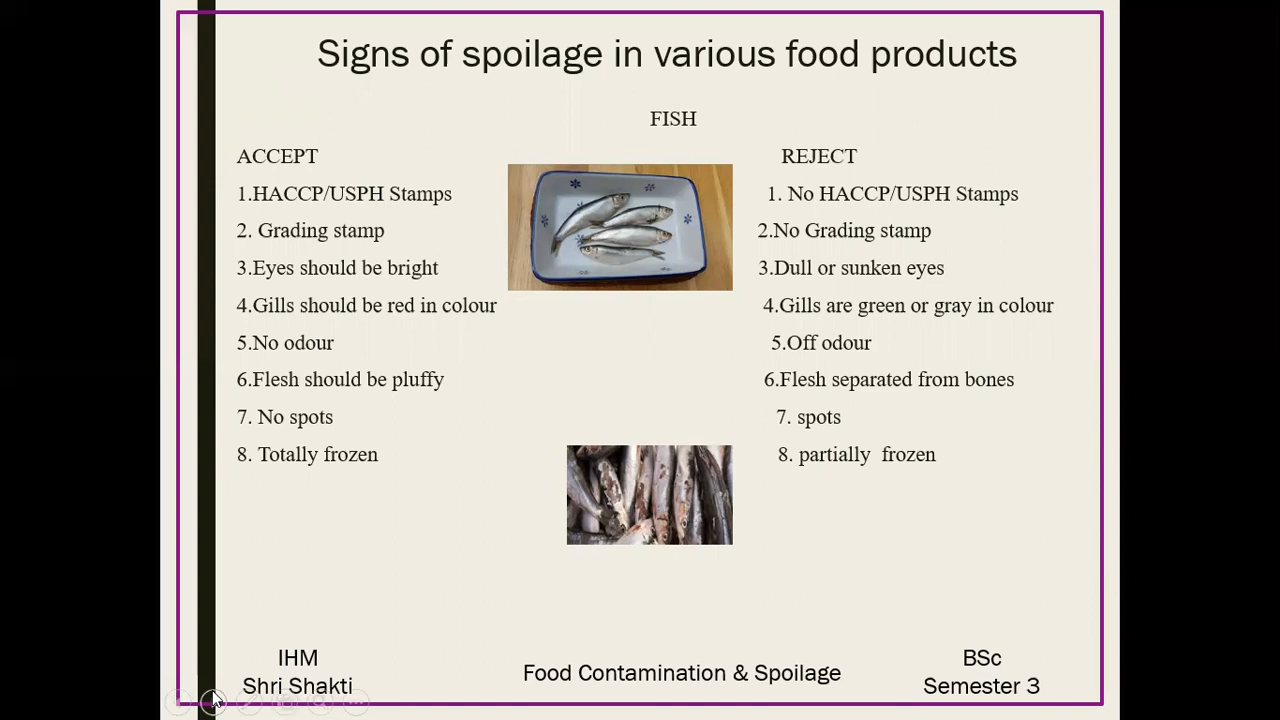 Signs of spoilage in various food products
FISH
ACCEPT
1.HACCP/USPH Stamps
2. Grading stamp
3.Eyes should be bright
4.Gills should be red in colour
5.No odour
6.Flesh should be pluffy
7. No spots
8. Totally frozen
REJECT
1. No HACCP/USPH Stamps
2.No Grading stamp
3.Dull or sunken eyes
4.Gills are green or gray in colour
5.Off odour
6.Flesh separated from bones
7. spots
8. partially  frozen
IHM
Shri Shakti
Food Contamination & Spoilage
BSc
Semester 3